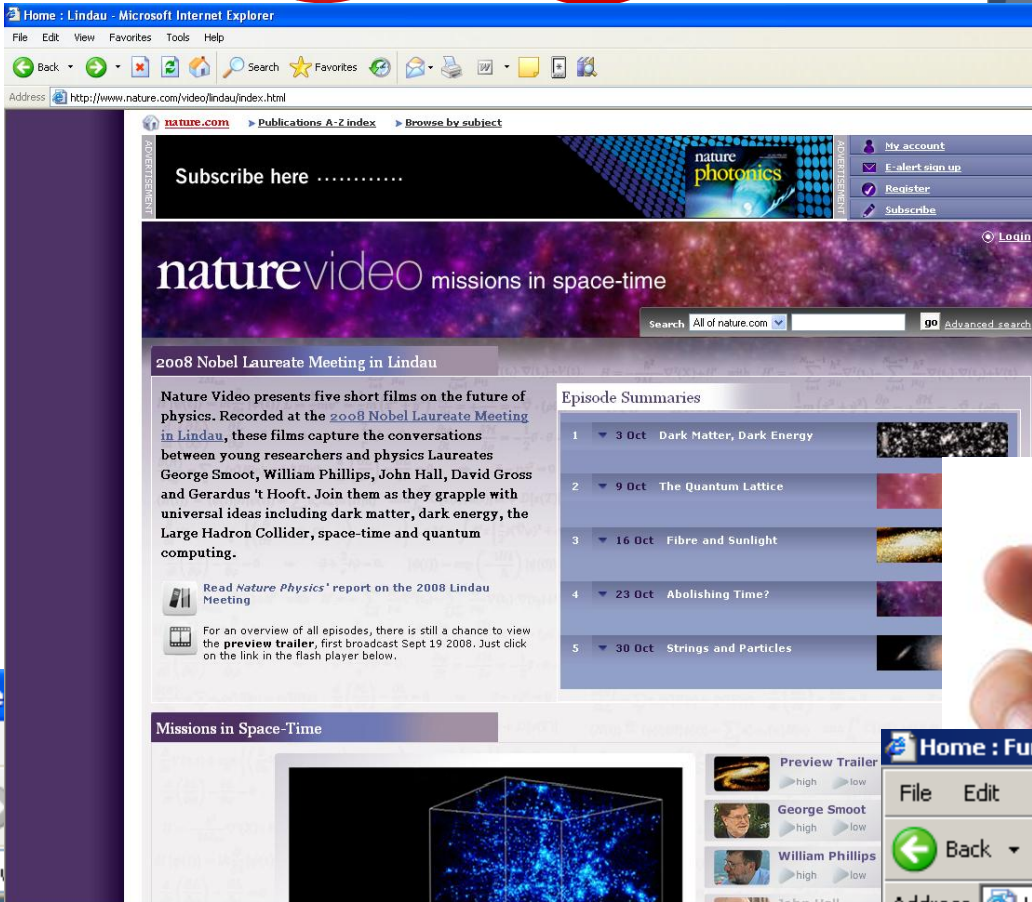 Home : Lindau - Microsoft Internet Explorer
File Edit View Favorites Tools Help
Back Search Favorites
Address http://www.nature.com/video/lindau/index.html
nature.com Publications A-Z index Browse by subject
ADVERTISEMENT
Subscribe here ............
nature
photonics
ADVERTISEMENT
My account
E-alert sign up
Register
Subscribe
Login
naturevideo missions in space-time
Search All of nature.com go Advanced search
2008 Nobel Laureate Meeting in Lindau
Nature Video presents five short films on the future of
physics. Recorded at the 2008 Nobel Laureate Meeting
in Lindau, these films capture the conversations
between young researchers and physics Laureates
George Smoot, William Phillips, John Hall, David Gross
and Gerardus 't Hooft. Join them as they grapple with
universal ideas including dark matter, dark energy, the
Large Hadron Collider, space-time and quantum
computing.
Read Nature Physics' report on the 2008 Lindau
Meeting
For an overview of all episodes, there is still a chance to view
the preview trailer, first broadcast Sept 19 2008. Just click
on the link in the flash player below.
Episode Summaries
1 3 Oct Dark Matter, Dark Energy
2 9 Oct The Quantum Lattice
3 16 Oct Fibre and Sunlight
4 23 Oct Abolishing Time?
5 30 Oct Strings and Particles
Missions in Space-Time
Preview Trailer
high low
George Smoot
high low
William Phillips
high low
John Hall
Home : Fu
File Edit
Back
Address